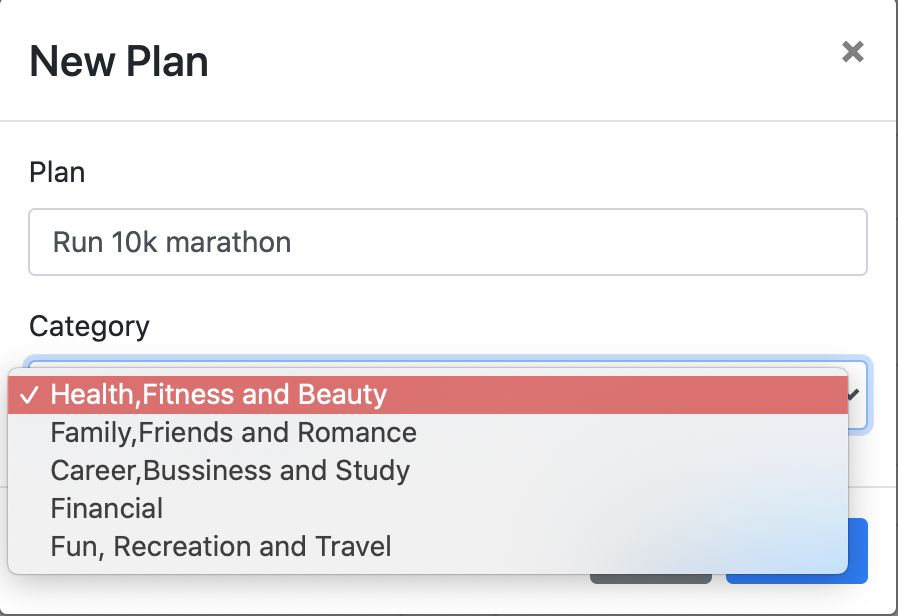 New Plan
Plan
Run 10k marathon
Category
Health,Fitness and Beauty
Family,Friends and Romance
Career,Bussiness and Study
Financial
Fun, Recreation and Travel